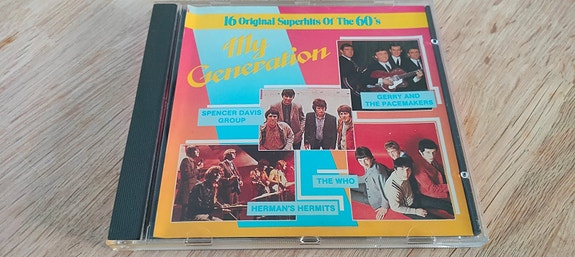 16 Original Superhits Of The 60's
My
Generation
GERRY AND
THE PACEMAKERS
SPENCER DAVIS
GROUP
THE WHO
HERMAN'S HERMITS